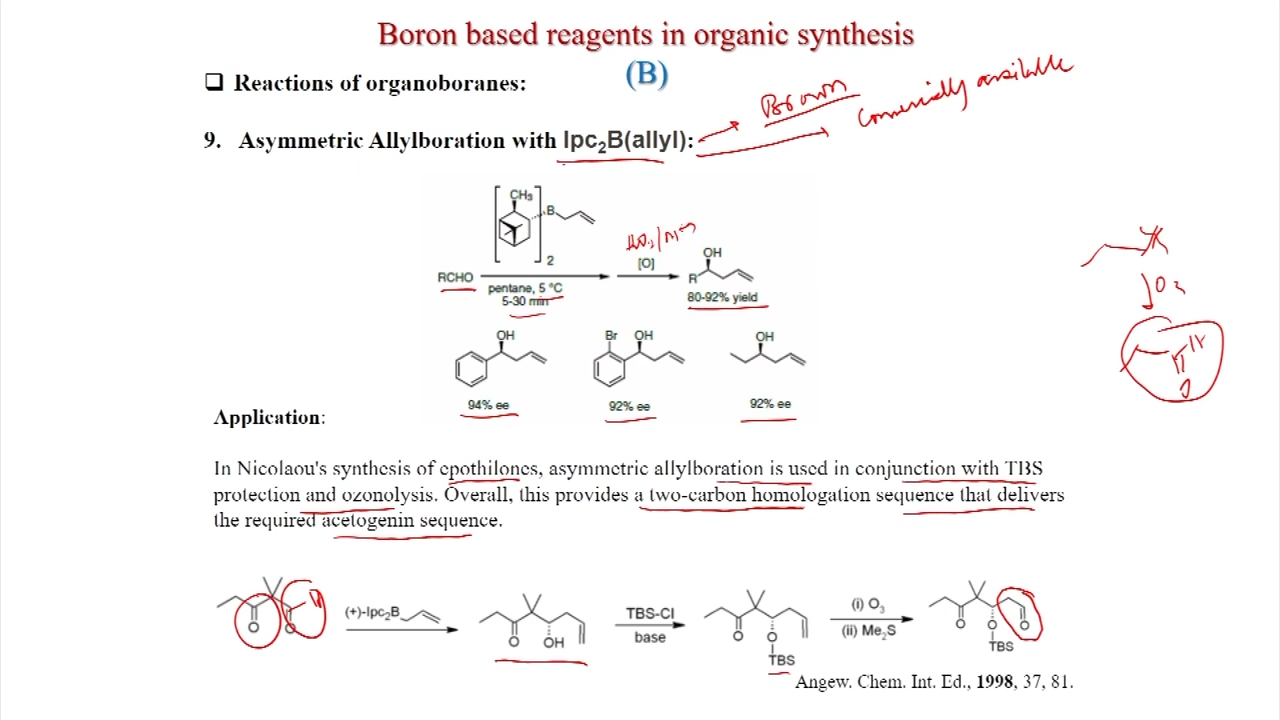 Boron based reagents in organic synthesis
(B)
❑ Reactions of organoboranes:
Brown
Commercially available
9. Asymmetric Allylboration with Ipc₂B(allyl):
CH₃
B
2
[O]
OH
RCHO
R
pentane, 5 °C
5-30 min
80-92% yield
OH
Br OH
OH
94% ee
92% ee
92% ee
O₃
Application:
In Nicolaou's synthesis of epothilones, asymmetric allylboration is used in conjunction with TBS
protection and ozonolysis. Overall, this provides a two-carbon homologation sequence that delivers
the required acetogenin sequence.
O O
(+)-Ipc₂B
O OH
TBS-Cl
base
O O
TBS
(i) O₃
(ii) Me₂S
O O O
TBS
Angew. Chem. Int. Ed., 1998, 37, 81.